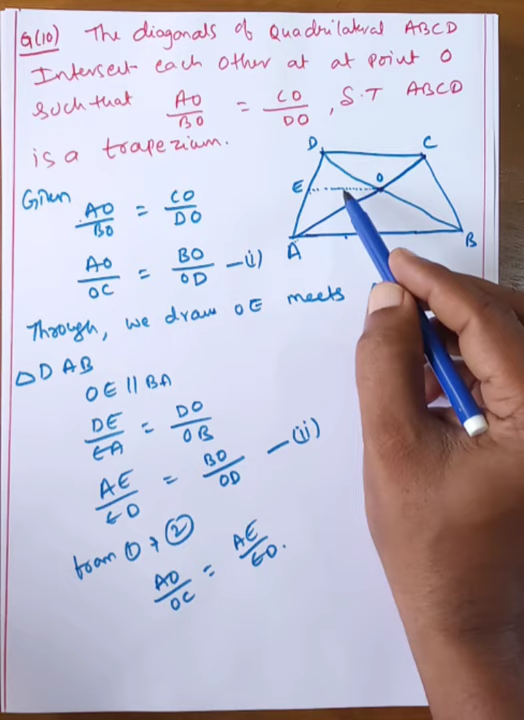 Q(10) The diagonals of Quadrilateral ABCD
Intersect each other at at point O
such that AO/BO = CO/DO, S.T ABCD
is a trapezium.
D C
E O
A B
Given AO/BO = CO/DO
AO/OC = BO/OD -(i)
Through, we draw OE meets
△DAB
OE || BA
DE/EA = DO/OB
AE/ED = BO/OD -(ii)
from ① & ②
AO/OC = AE/ED.